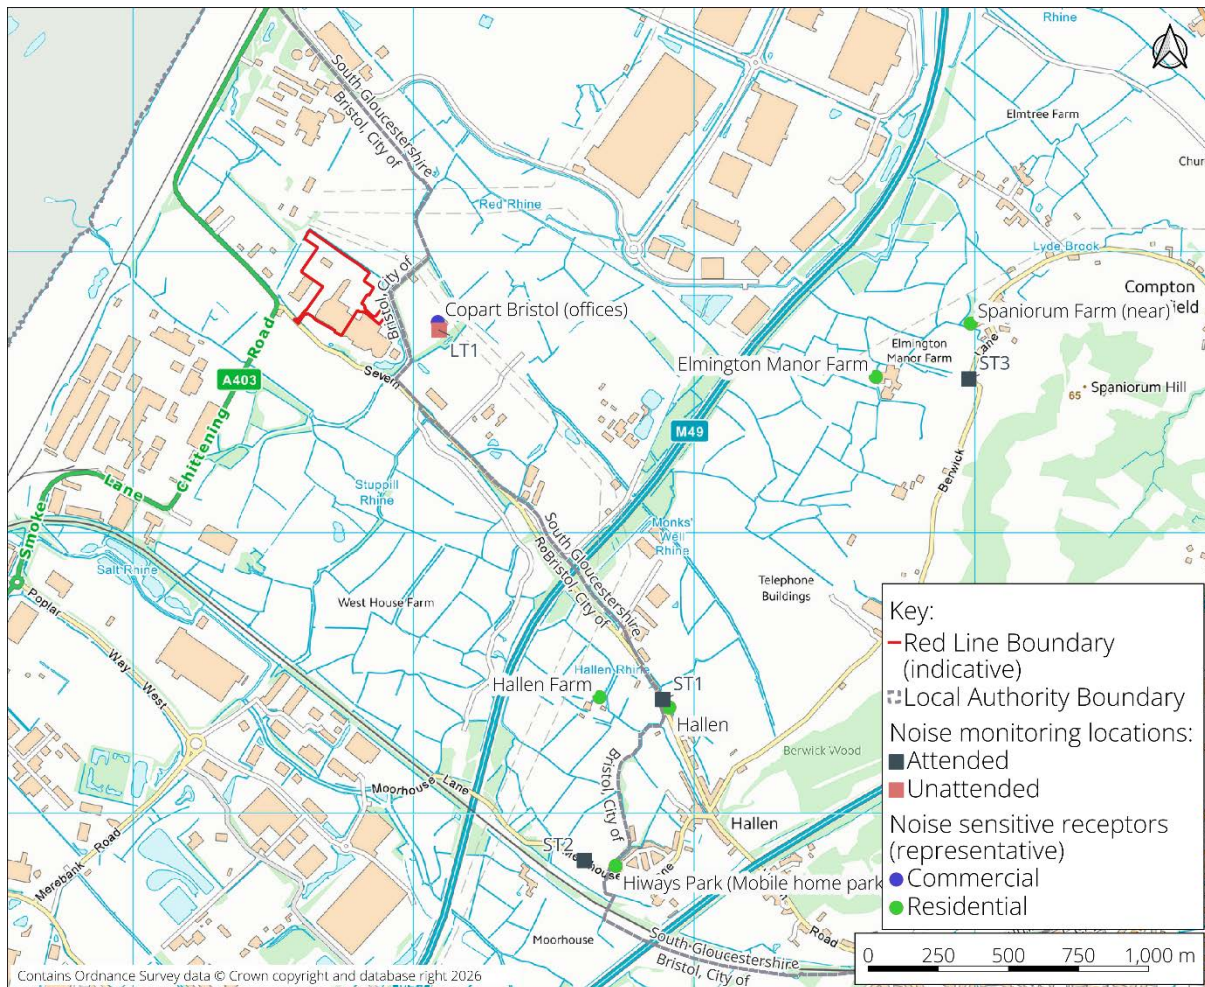 Rhine
South Gloucestershire
Bristol, City of
Elmtree Farm
Chur
Red Rhine
Lyde Brook
City of
Bristol,
Compton
field
Copart Bristol (offices)
LT1
Spaniorum Farm (near)
Elmington
Manor Farm
Lane
Elmington Manor Farm
ST3
65
Spaniorum Hill
A403
Chittening Road
Severn
M49
Berwick
Smoke Lane
Stuppill
Rhine
Salt Rhine
South Gloucestershire
Ro
Bristol, City of
Monks'
Well
Rhine
Telephone
Buildings
West House Farm
Poplar Way West
Hallen Rhine
Hallen Farm
ST1
Hallen
Berwick Wood
Bristol, City of
Moorhouse Lane
Hallen
Merebank Road
ST2
Hiways Park (Mobile home park
Road
Moorhouse
South Gloucestershire
Bristol, City of
Key:
Red Line Boundary
(indicative)
Local Authority Boundary
Noise monitoring locations:
Attended
Unattended
Noise sensitive receptors
(representative)
Commercial
Residential
0 250 500 750 1,000 m
Contains Ordnance Survey data © Crown copyright and database right 2026